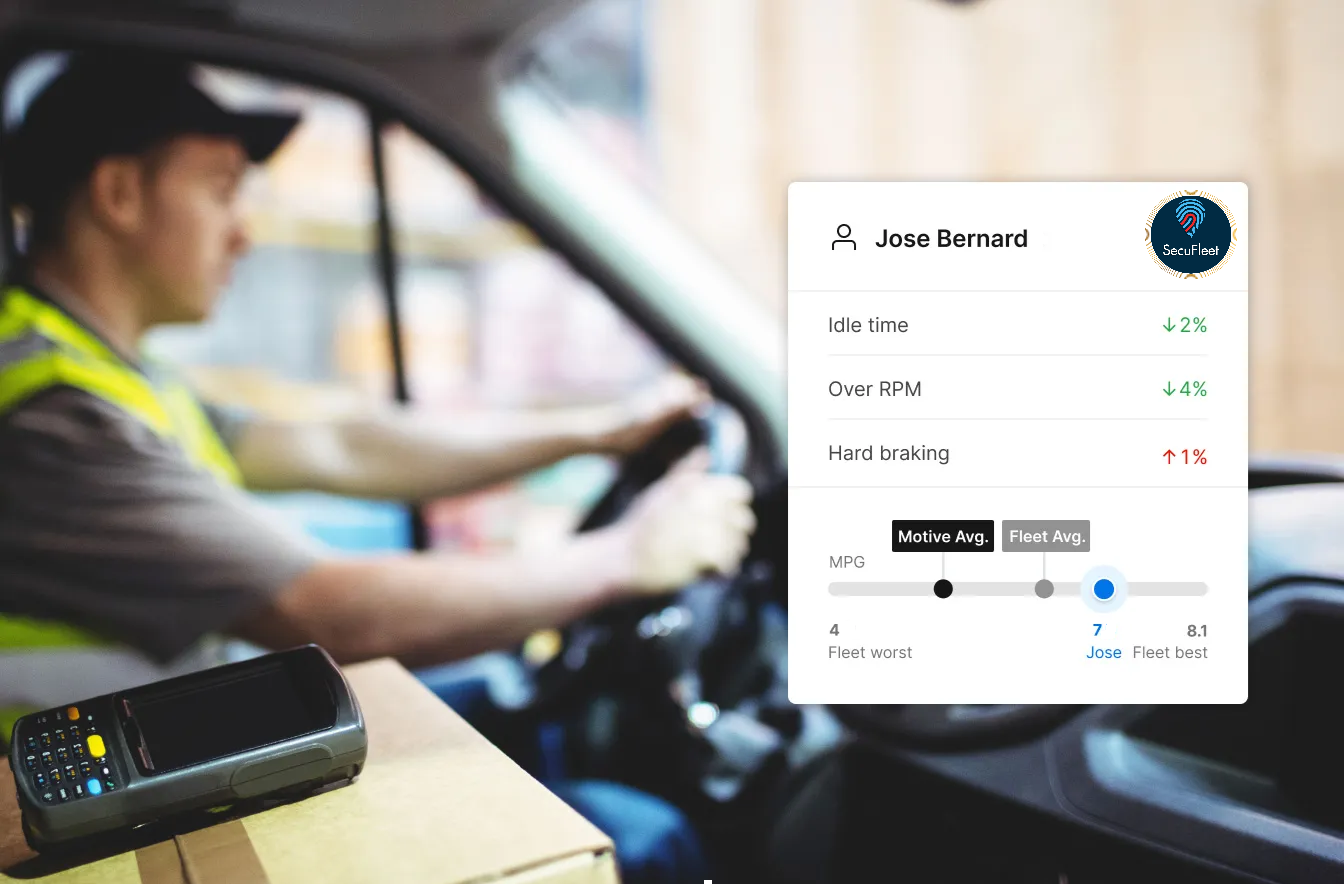 Jose Bernard
SecuFleet
Idle time ↓2%
Over RPM ↓4%
Hard braking ↑1%
Motive Avg. Fleet Avg.
MPG
4 7 8.1
Fleet worst Jose Fleet best